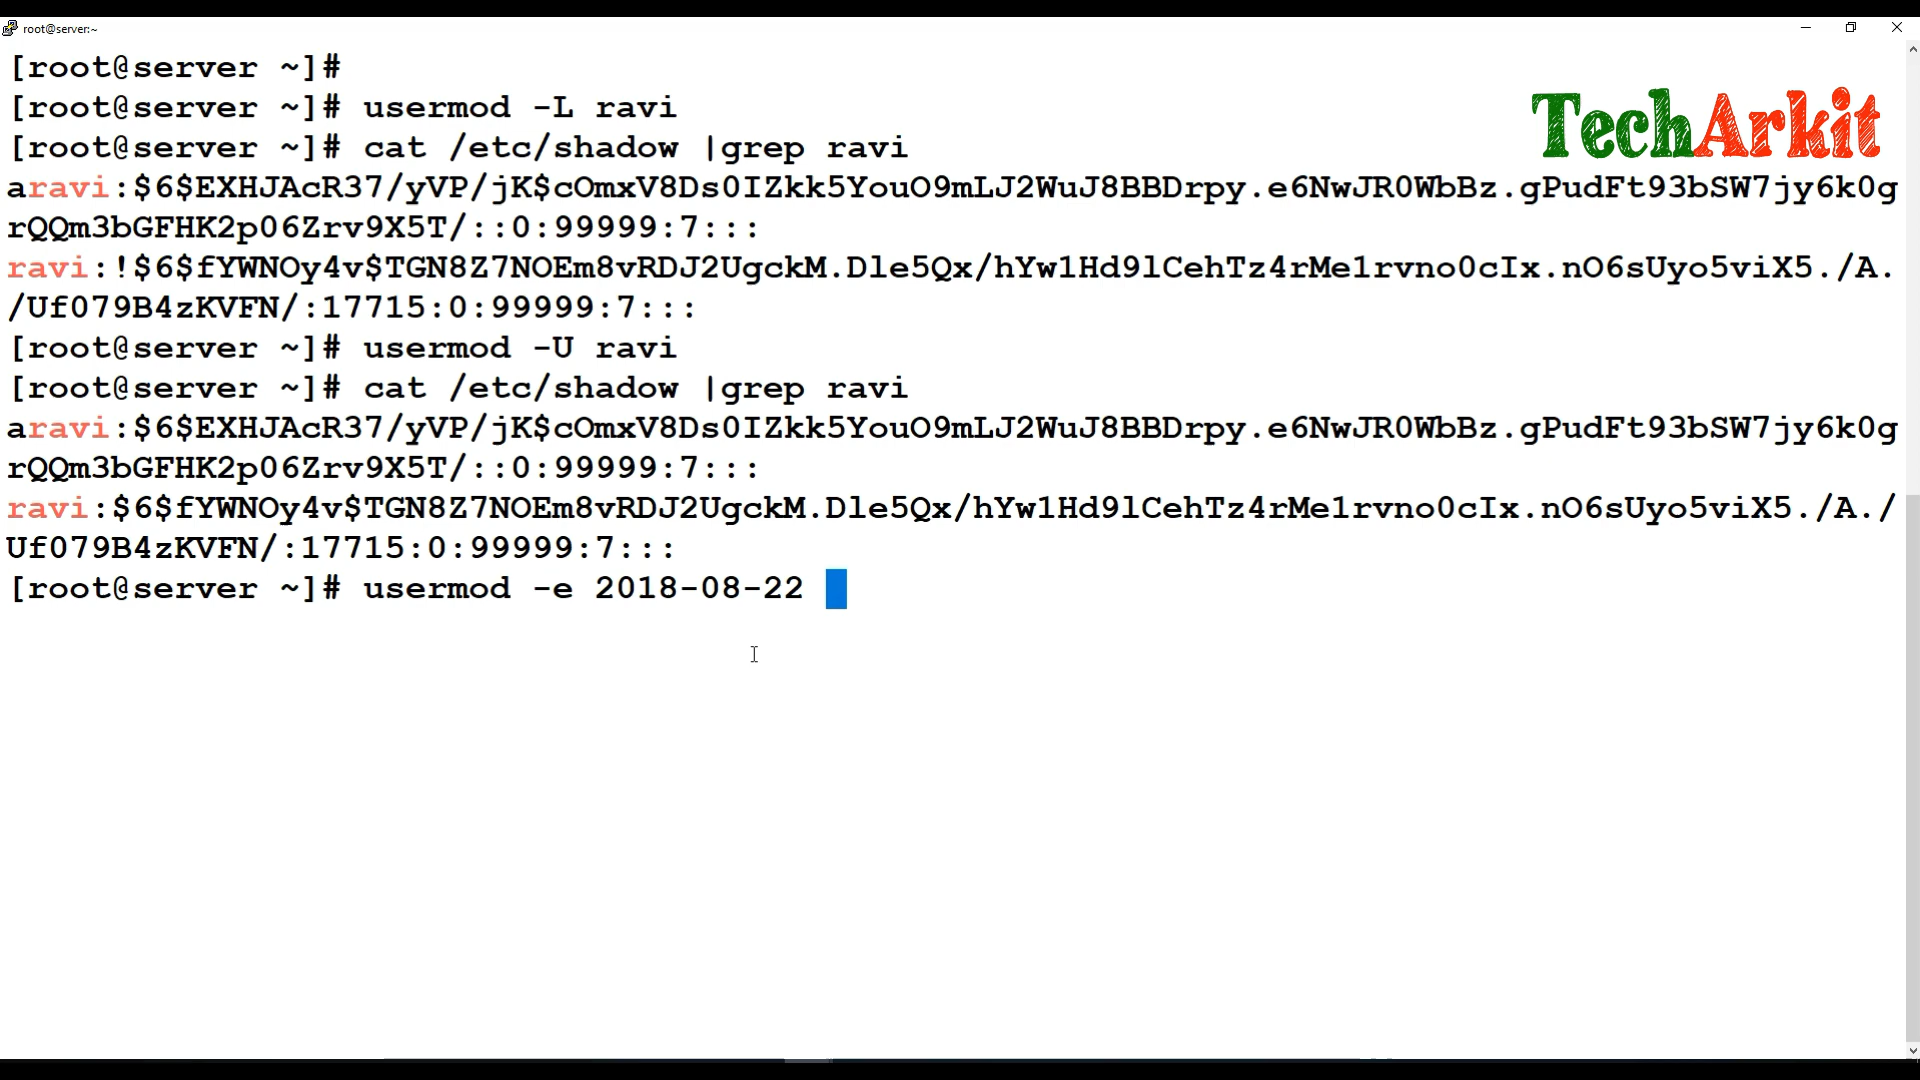 root@server:~
[root@server ~]#
[root@server ~]# usermod -L ravi
TechArkit
[root@server ~]# cat /etc/shadow |grep ravi
aravi:$6$EXHJAcR37/yVP/jK$cOmxV8Ds0IZkk5YouO9mLJ2WuJ8BBDrpy.e6NwJR0WbBz.gPudFt93bSW7jy6k0g
rQQm3bGFHK2p06Zrv9X5T/::0:99999:7:::
ravi:!$6$fYWNOy4v$TGN8Z7NOEm8vRDJ2UgckM.Dle5Qx/hYw1Hd9lCehTz4rMe1rvno0cIx.nO6sUyo5viX5./A.
/Uf079B4zKVFN/:17715:0:99999:7:::
[root@server ~]# usermod -U ravi
[root@server ~]# cat /etc/shadow |grep ravi
aravi:$6$EXHJAcR37/yVP/jK$cOmxV8Ds0IZkk5YouO9mLJ2WuJ8BBDrpy.e6NwJR0WbBz.gPudFt93bSW7jy6k0g
rQQm3bGFHK2p06Zrv9X5T/::0:99999:7:::
ravi:$6$fYWNOy4v$TGN8Z7NOEm8vRDJ2UgckM.Dle5Qx/hYw1Hd9lCehTz4rMe1rvno0cIx.nO6sUyo5viX5./A./
Uf079B4zKVFN/:17715:0:99999:7:::
[root@server ~]# usermod -e 2018-08-22